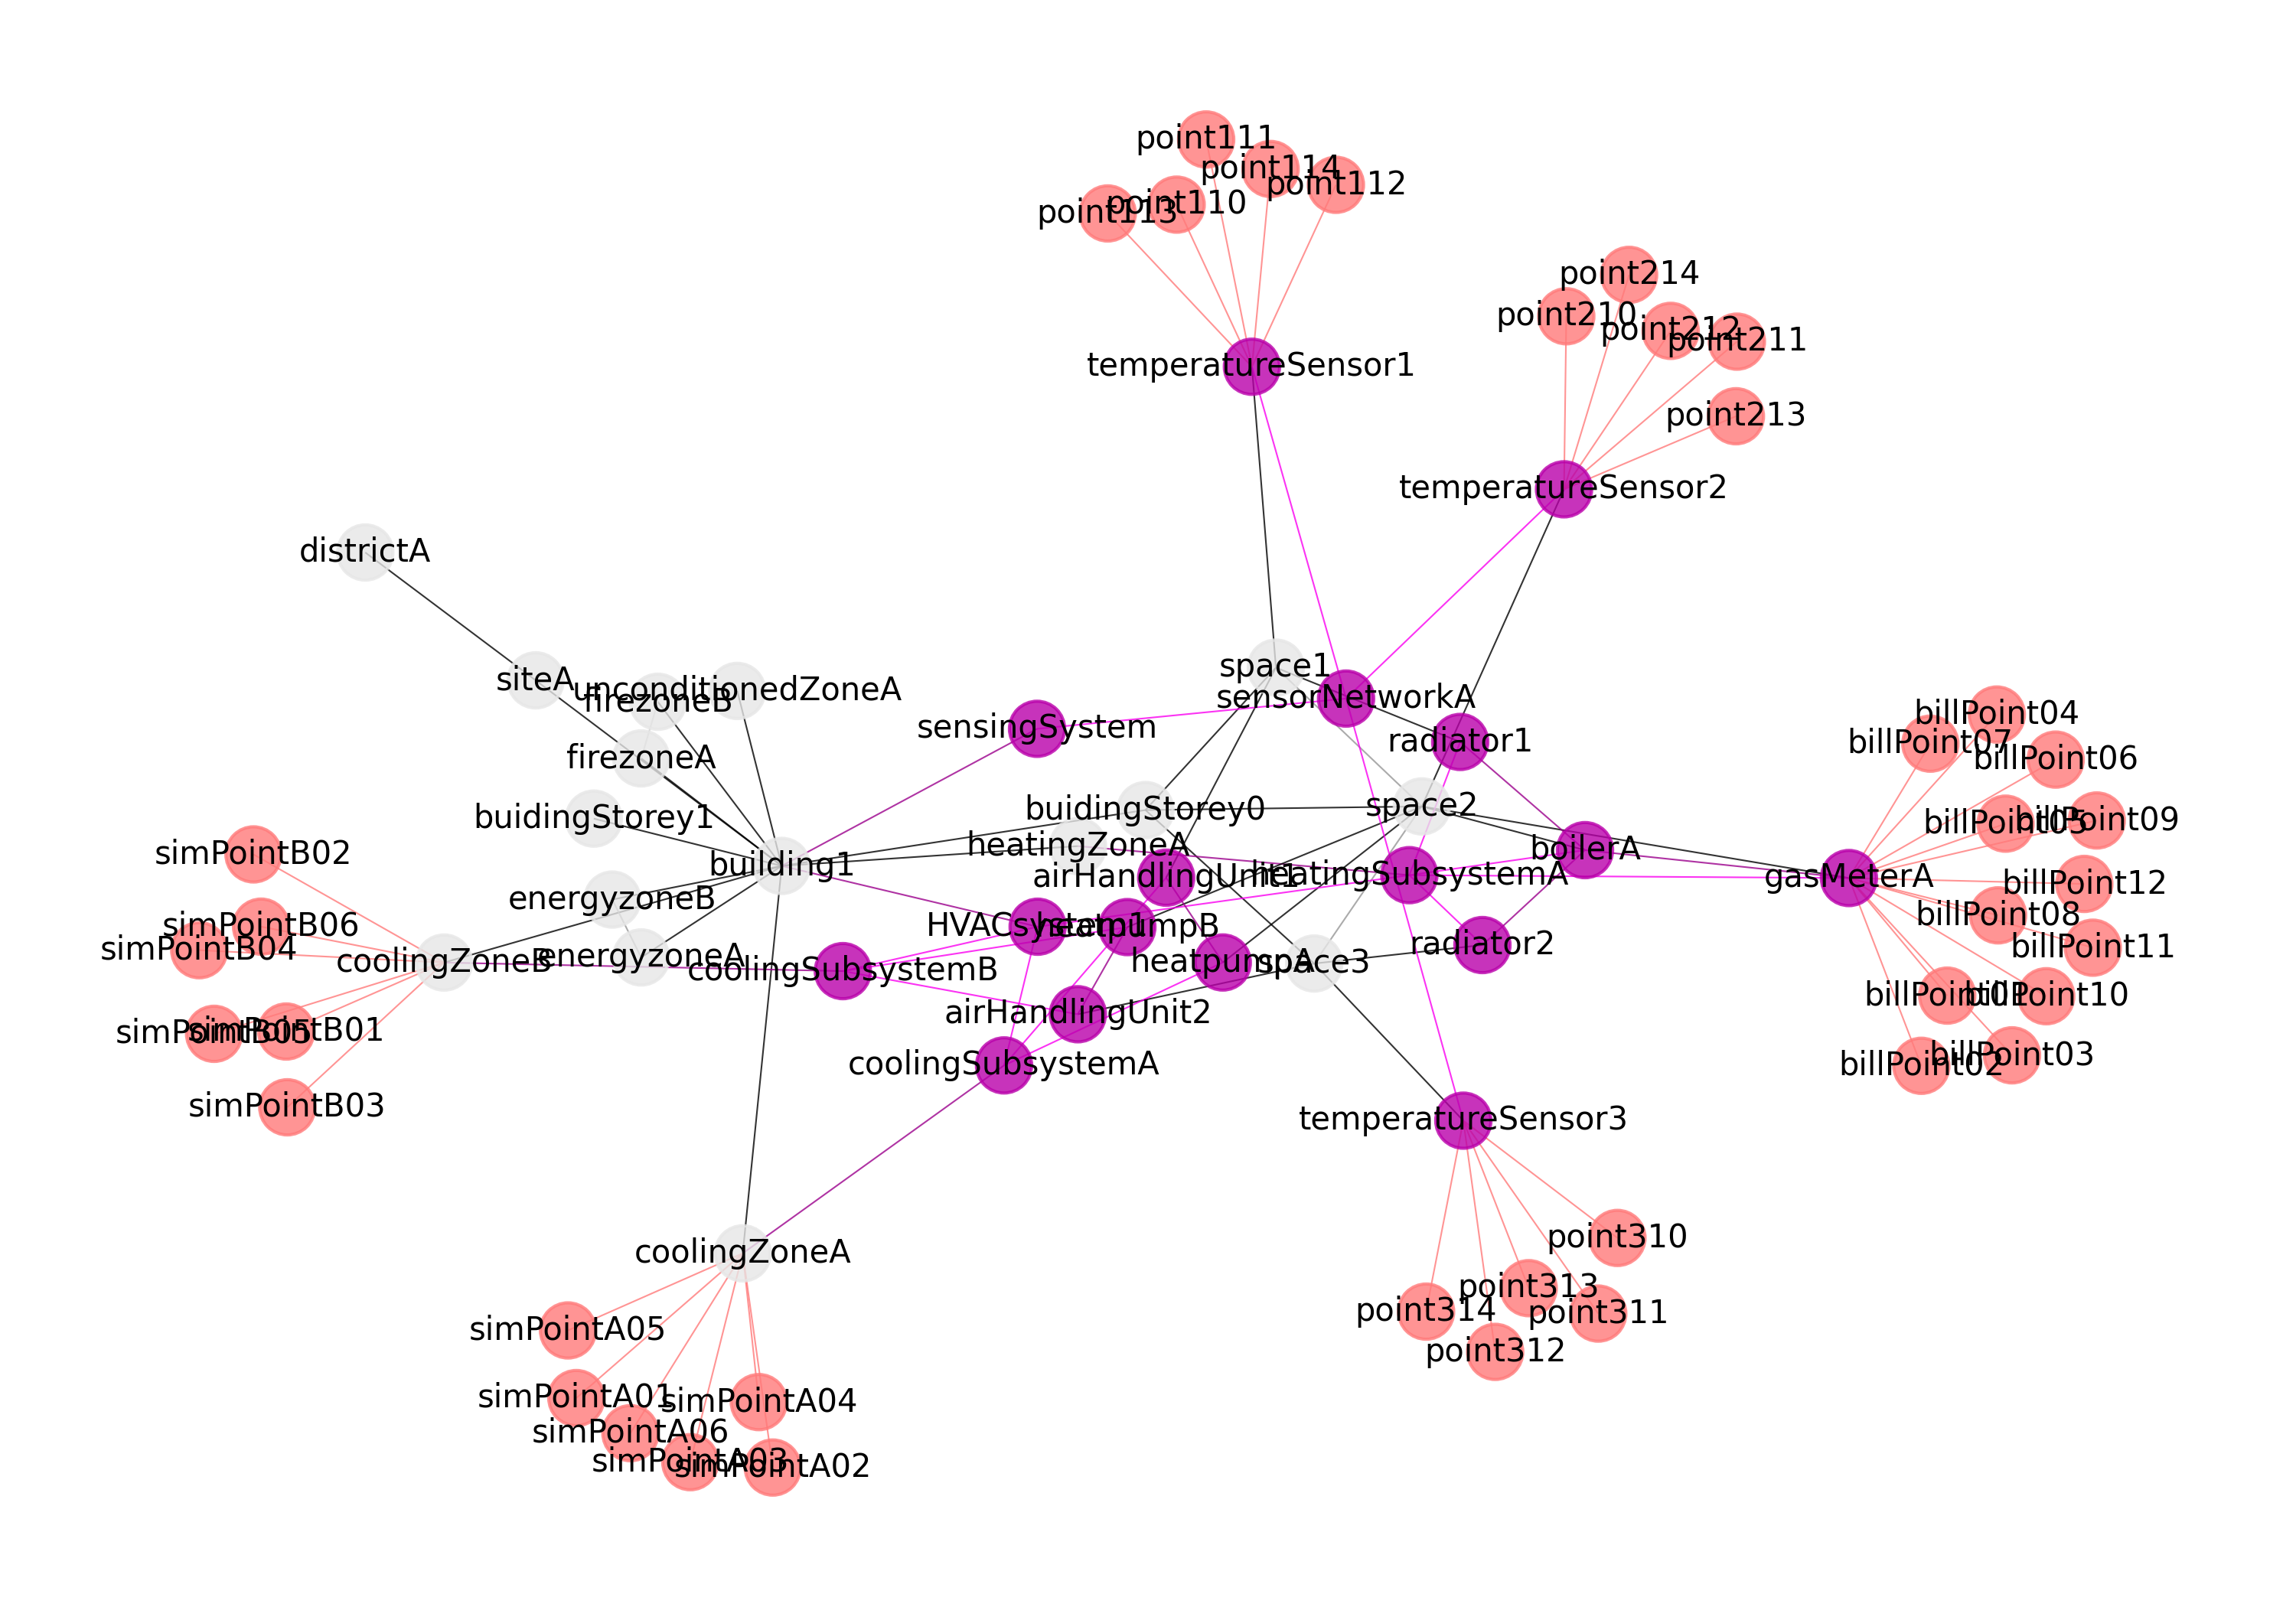 point111
point114
point112
point113
point110
point214
point210
point212
point211
temperatureSensor1
point213
temperatureSensor2
districtA
space1
siteA
unconditionedZoneA
firezoneB
sensorNetworkA
billPoint04
sensingSystem
radiator1
billPoint07
firezoneA
billPoint06
buidingStorey0
space2
buidingStorey1
billPoint05
billPoint09
simPointB02
building1
heatingZoneA
boilerA
airHandlingUnit1
heatingSubsystemA
gasMeterA
billPoint12
energyzoneB
billPoint08
simPointB06
HVACsystem1
heatpumpB
simPointB04
radiator2
billPoint11
coolingZoneB
energyzoneA
coolingSubsystemB
heatpumpA
space3
billPoint01
billPoint10
airHandlingUnit2
simPointB05
simPointB01
billPoint03
coolingSubsystemA
billPoint02
simPointB03
temperatureSensor3
point310
coolingZoneA
point313
point314
point311
simPointA05
point312
simPointA01
simPointA04
simPointA06
simPointA03
simPointA02